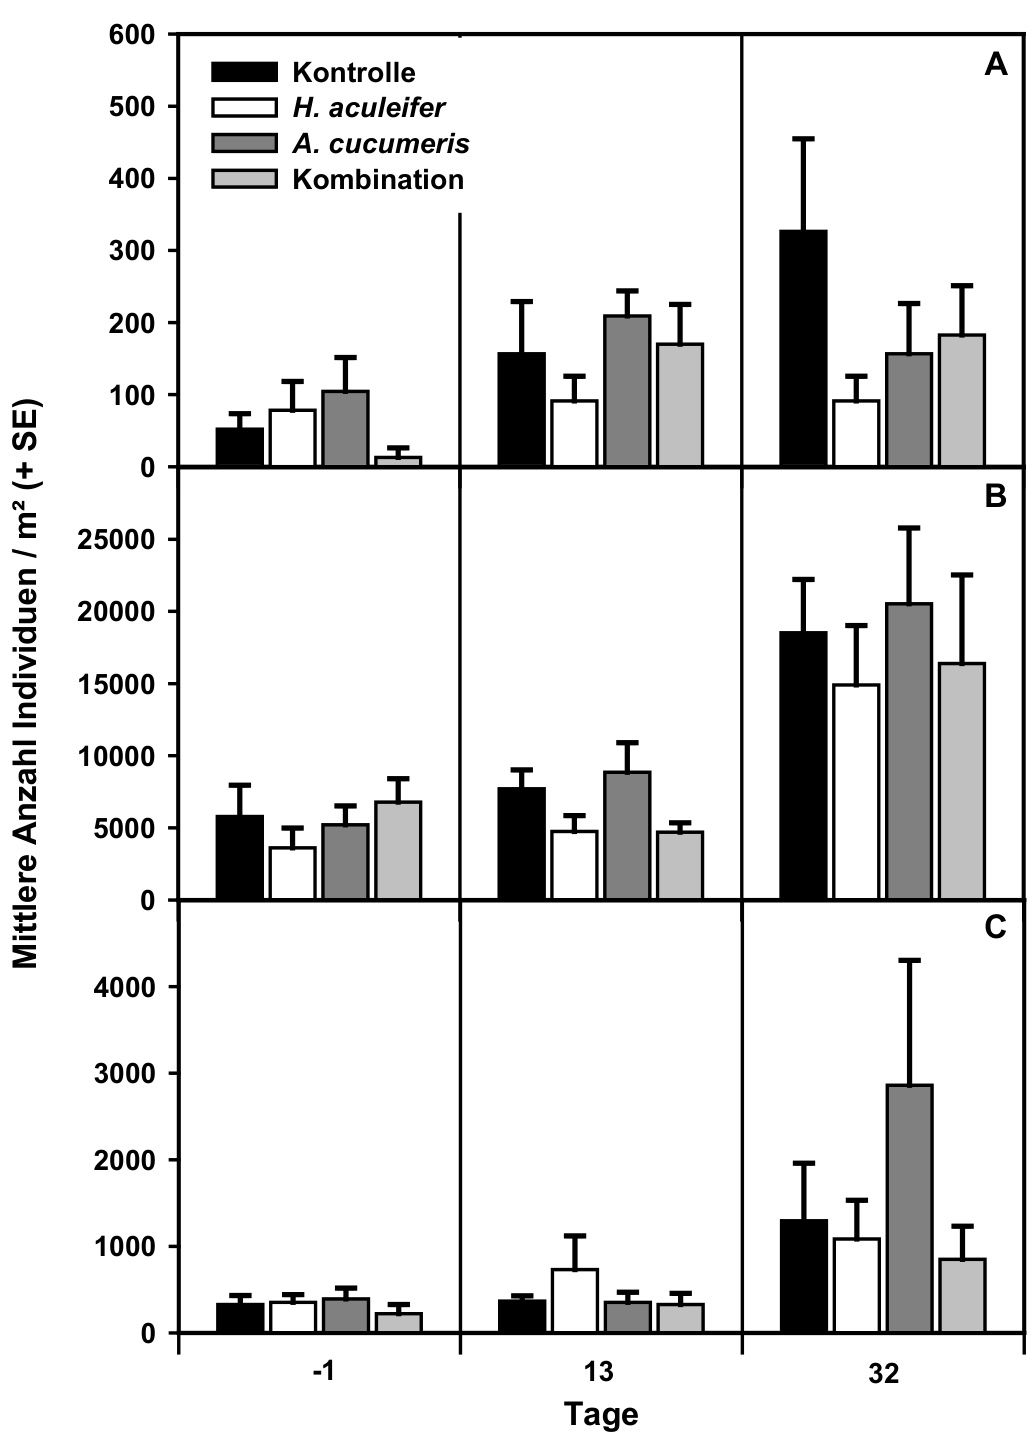 600
A
Kontrolle
H. aculeifer
500
A. cucumeris
400
Kombination
300
200
100
0
Mittlere Anzahl Individuen / m² (+ SE)
B
25000
20000
15000
10000
5000
0
C
4000
3000
2000
1000
0
-1 13 32
Tage